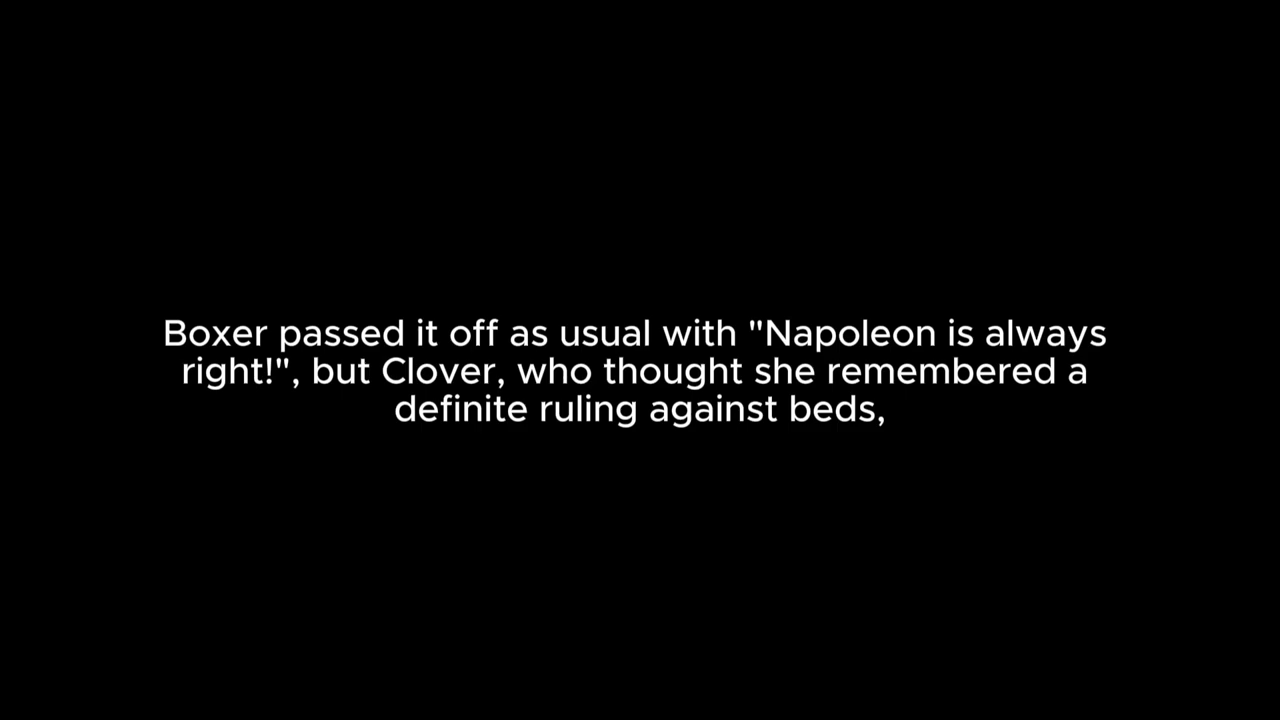 Boxer passed it off as usual with "Napoleon is always
right!", but Clover, who thought she remembered a
definite ruling against beds,